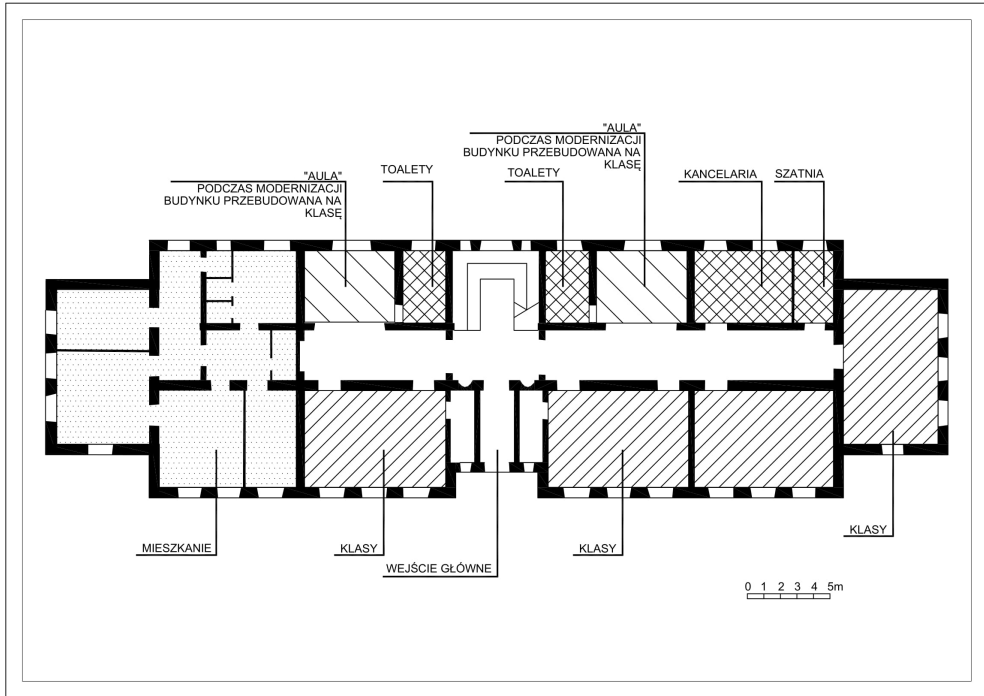 "AULA"
PODCZAS MODERNIZACJI
BUDYNKU PRZEBUDOWANA NA
KLASĘ
TOALETY
"AULA"
PODCZAS MODERNIZACJI
BUDYNKU PRZEBUDOWANA NA
KLASĘ
TOALETY
KANCELARIA
SZATNIA
MIESZKANIE
KLASY
WEJŚCIE GŁÓWNE
KLASY
KLASY
0 1 2 3 4 5m